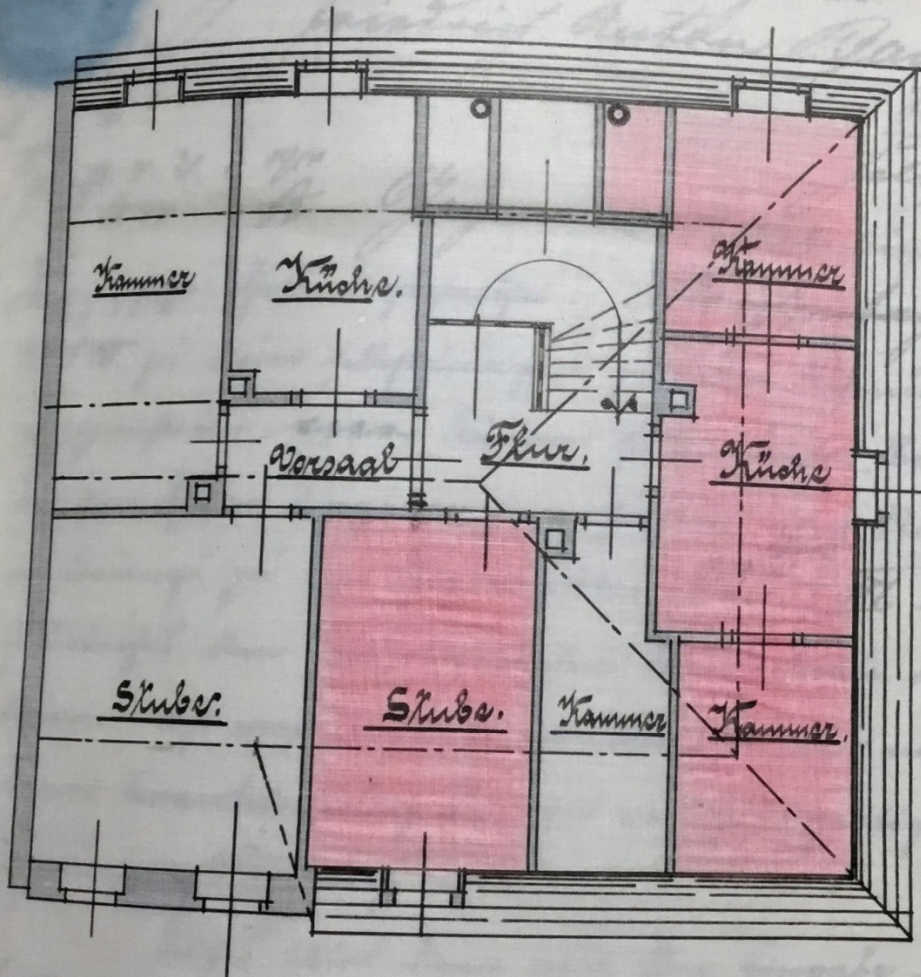 Kammer
Küche.
Kammer
Vorsaal
Flur.
Küche
Stube.
Stube.
Kammer
Kammer.